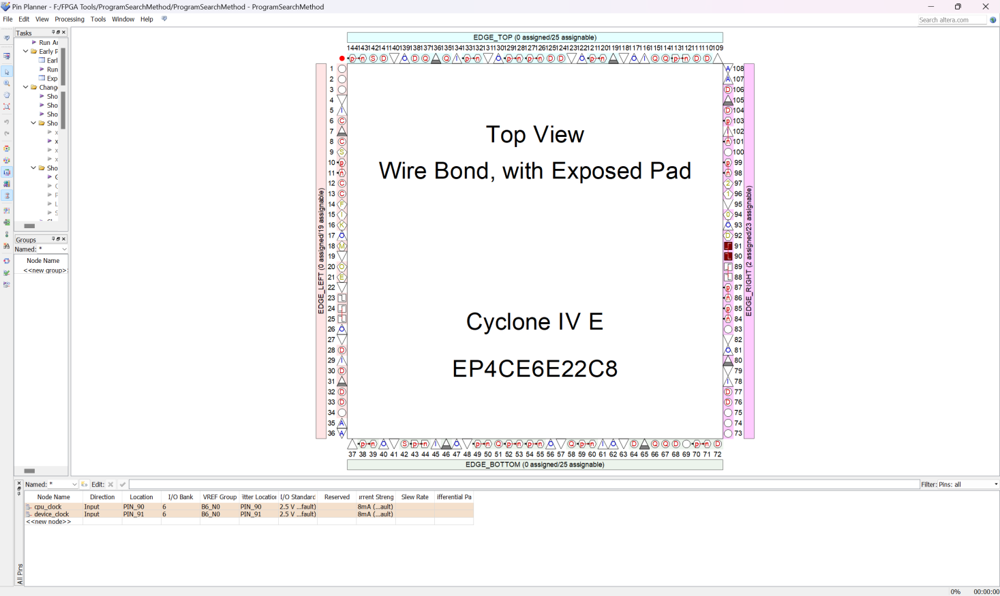 Pin Planner - F:/FPGA Tools/ProgramSearchMethod/ProgramSearchMethod - ProgramSearchMethod
File Edit View Processing Tools Window Help
Search altera.com
Tasks
Run A
Early P
Earl
Run
Exp
Chang
Sho
Sho
Sho
Sho
Sho
Groups
Named: *
Node Name
<<new group>>
EDGE_TOP (0 assigned/25 assignable)
144 143 142 141 140 139 138 137 136 135 134 133 132 131 130 129 128 127 126 125 124 123 122 121 120 119 118 117 116 115 114 113 112 111 110 109
EDGE_LEFT (0 assigned/19 assignable)
1
2
3
4
5
6
7
8
9
10
11
12
13
14
15
16
17
18
19
20
21
22
23
24
25
26
27
28
29
30
31
32
33
34
35
36
Top View
Wire Bond, with Exposed Pad
Cyclone IV E
EP4CE6E22C8
108
107
106
105
104
103
102
101
100
99
98
97
96
95
94
93
92
91
90
89
88
87
86
85
84
83
82
81
80
79
78
77
76
75
74
73
EDGE_RIGHT (2 assigned/23 assignable)
37 38 39 40 41 42 43 44 45 46 47 48 49 50 51 52 53 54 55 56 57 58 59 60 61 62 63 64 65 66 67 68 69 70 71 72
EDGE_BOTTOM (0 assigned/25 assignable)
Named: * Edit: Filter: Pins: all
Node Name Direction Location I/O Bank VREF Group itter Location I/O Standard Reserved urrent Streng Slew Rate ifferential Pa
cpu_clock Input PIN_90 6 B6_N0 PIN_90 2.5 V ...fault) 8mA (...ault)
device_clock Input PIN_91 6 B6_N0 PIN_91 2.5 V ...fault) 8mA (...ault)
<<new node>>
All Pins
0% 00:00:00